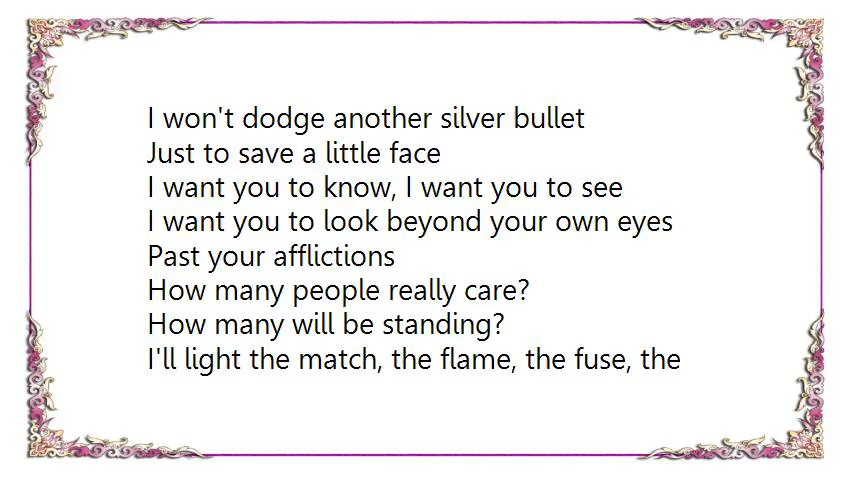 I won't dodge another silver bullet
Just to save a little face
I want you to know, I want you to see
I want you to look beyond your own eyes
Past your afflictions
How many people really care?
How many will be standing?
I'll light the match, the flame, the fuse, the